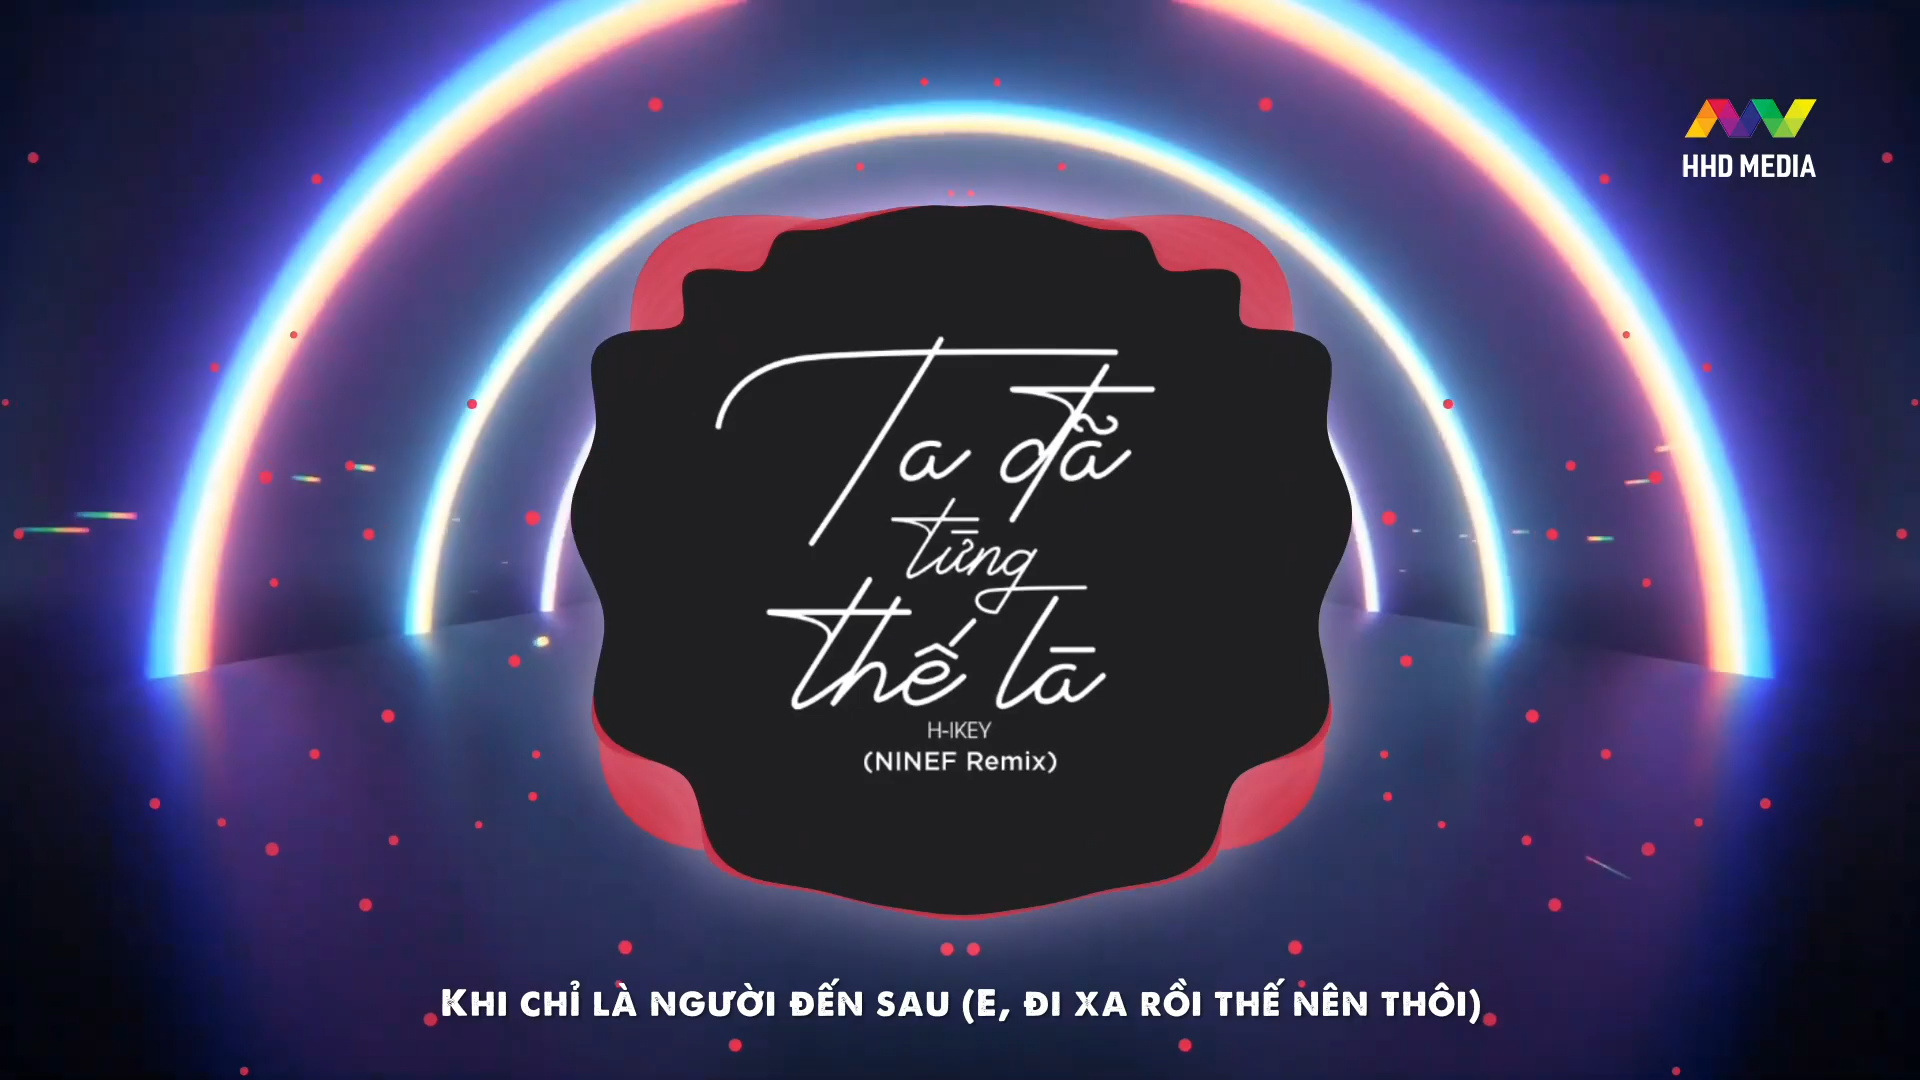 HHD MEDIA
Ta đã
từng
thế là
H-IKEY
(NINEF Remix)
KHI CHỈ LÀ NGƯỜI ĐẾN SAU (E, ĐI XA RỒI THẾ NÊN THÔI)